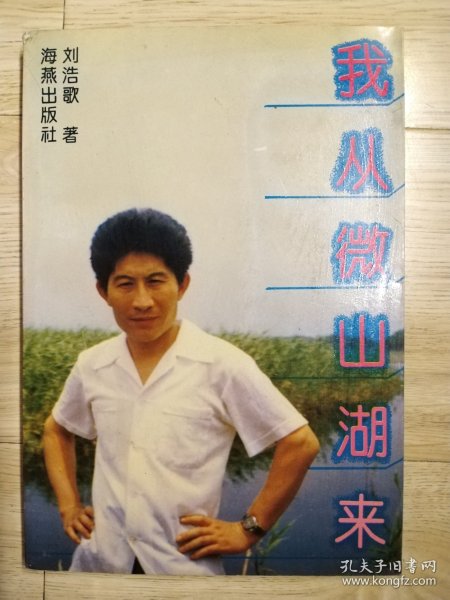 我从微山湖来
刘浩歌 著
海燕出版社
孔夫子旧书网
www.kongfz.com